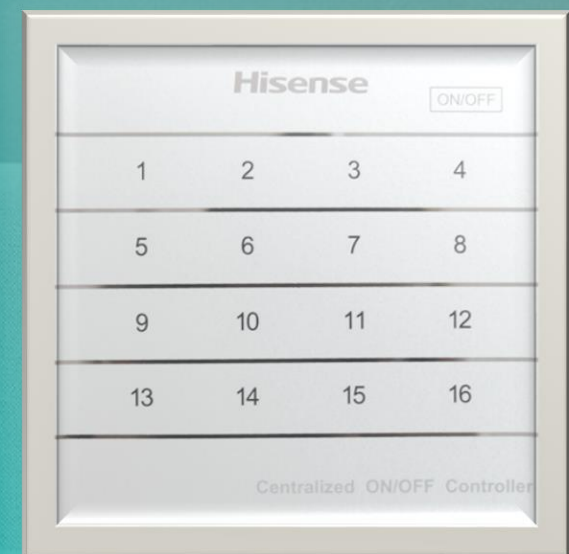 Hisense
ON/OFF
1 2 3 4
5 6 7 8
9 10 11 12
13 14 15 16
Centralized ON/OFF Controller